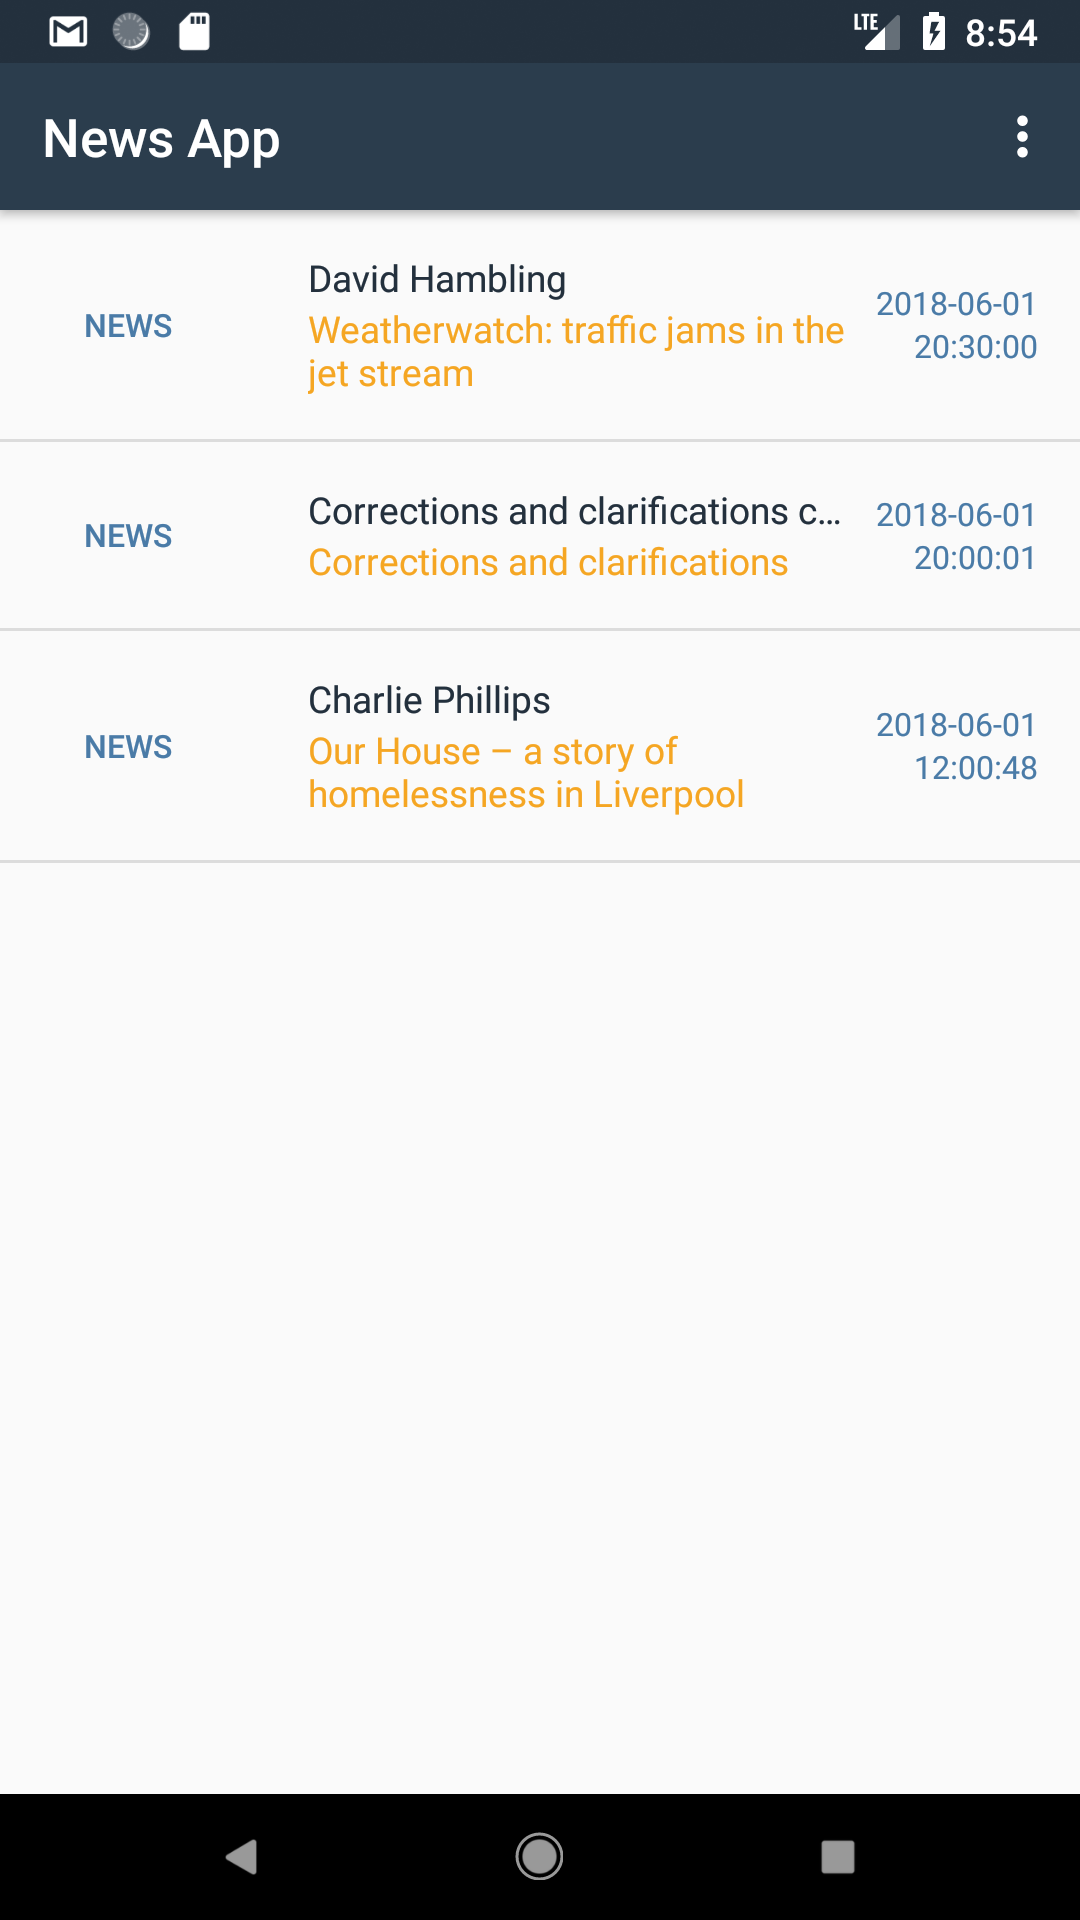 LTE 8:54
News App
NEWS
David Hambling
Weatherwatch: traffic jams in the
jet stream
2018-06-01
20:30:00
NEWS
Corrections and clarifications c…
Corrections and clarifications
2018-06-01
20:00:01
NEWS
Charlie Phillips
Our House – a story of
homelessness in Liverpool
2018-06-01
12:00:48